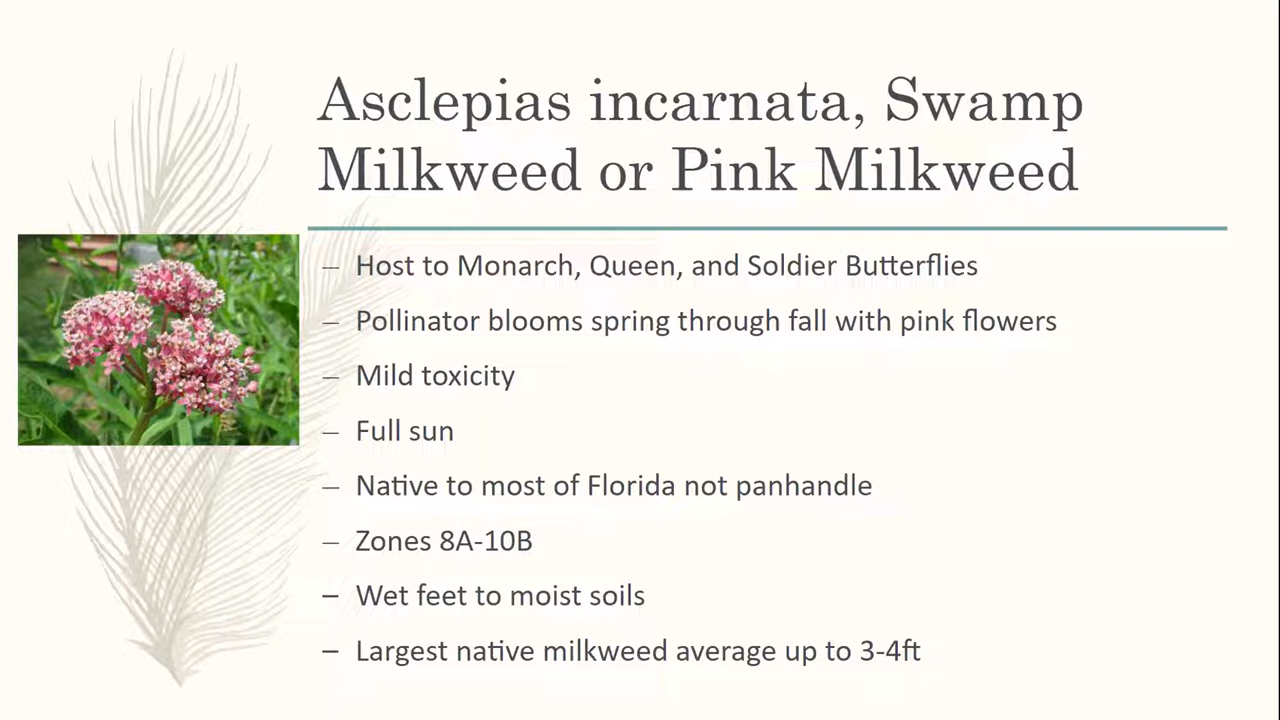 Asclepias incarnata, Swamp
Milkweed or Pink Milkweed
– Host to Monarch, Queen, and Soldier Butterflies
– Pollinator blooms spring through fall with pink flowers
– Mild toxicity
– Full sun
– Native to most of Florida not panhandle
– Zones 8A-10B
– Wet feet to moist soils
– Largest native milkweed average up to 3-4ft